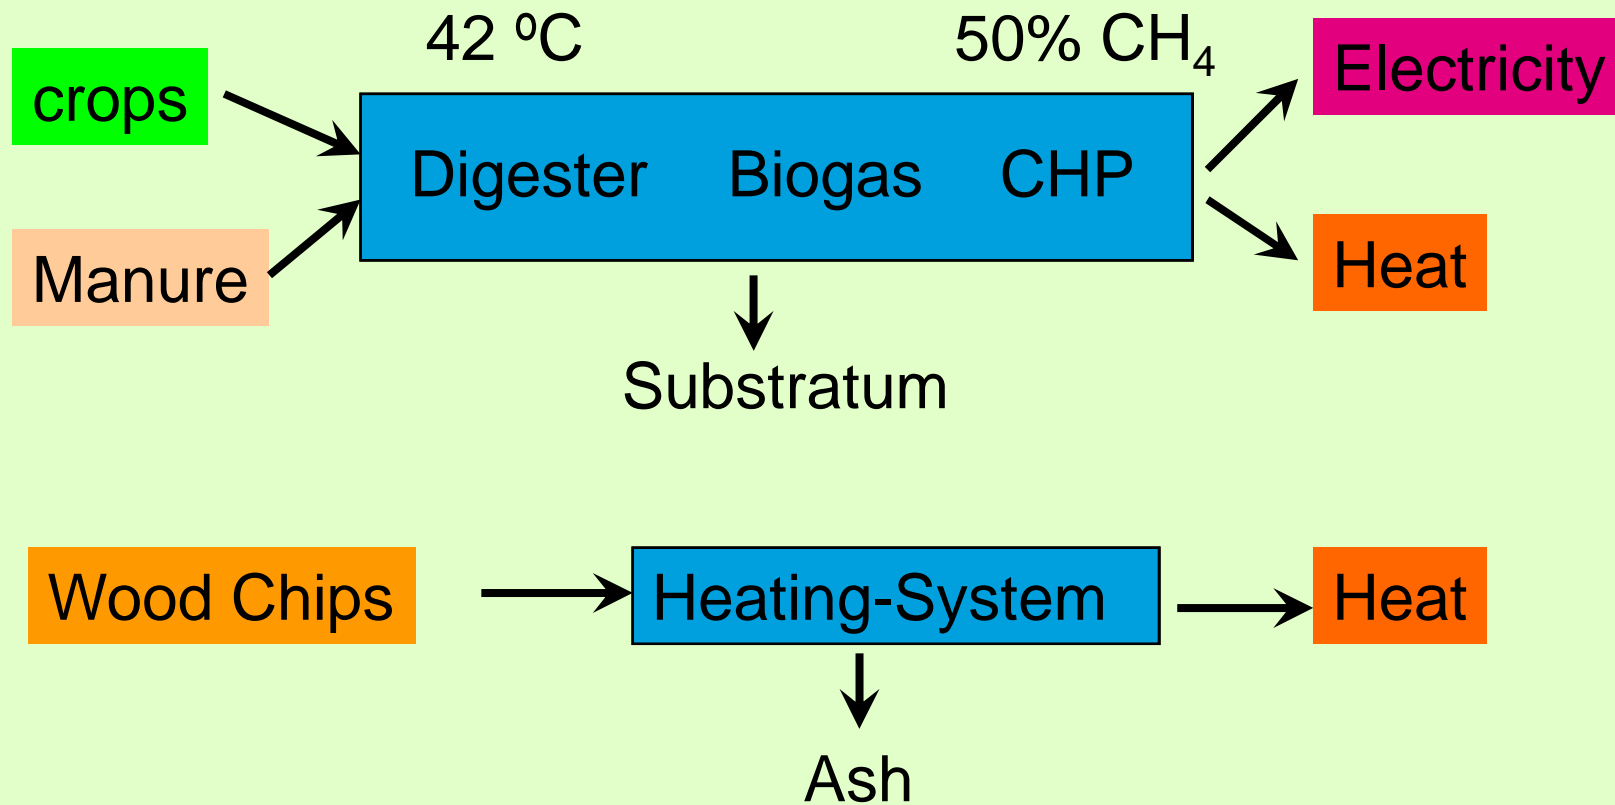 42 ºC
50% CH₄
Electricity
crops
Digester Biogas CHP
Manure
Heat
Substratum
Wood Chips
Heating-System
Heat
Ash